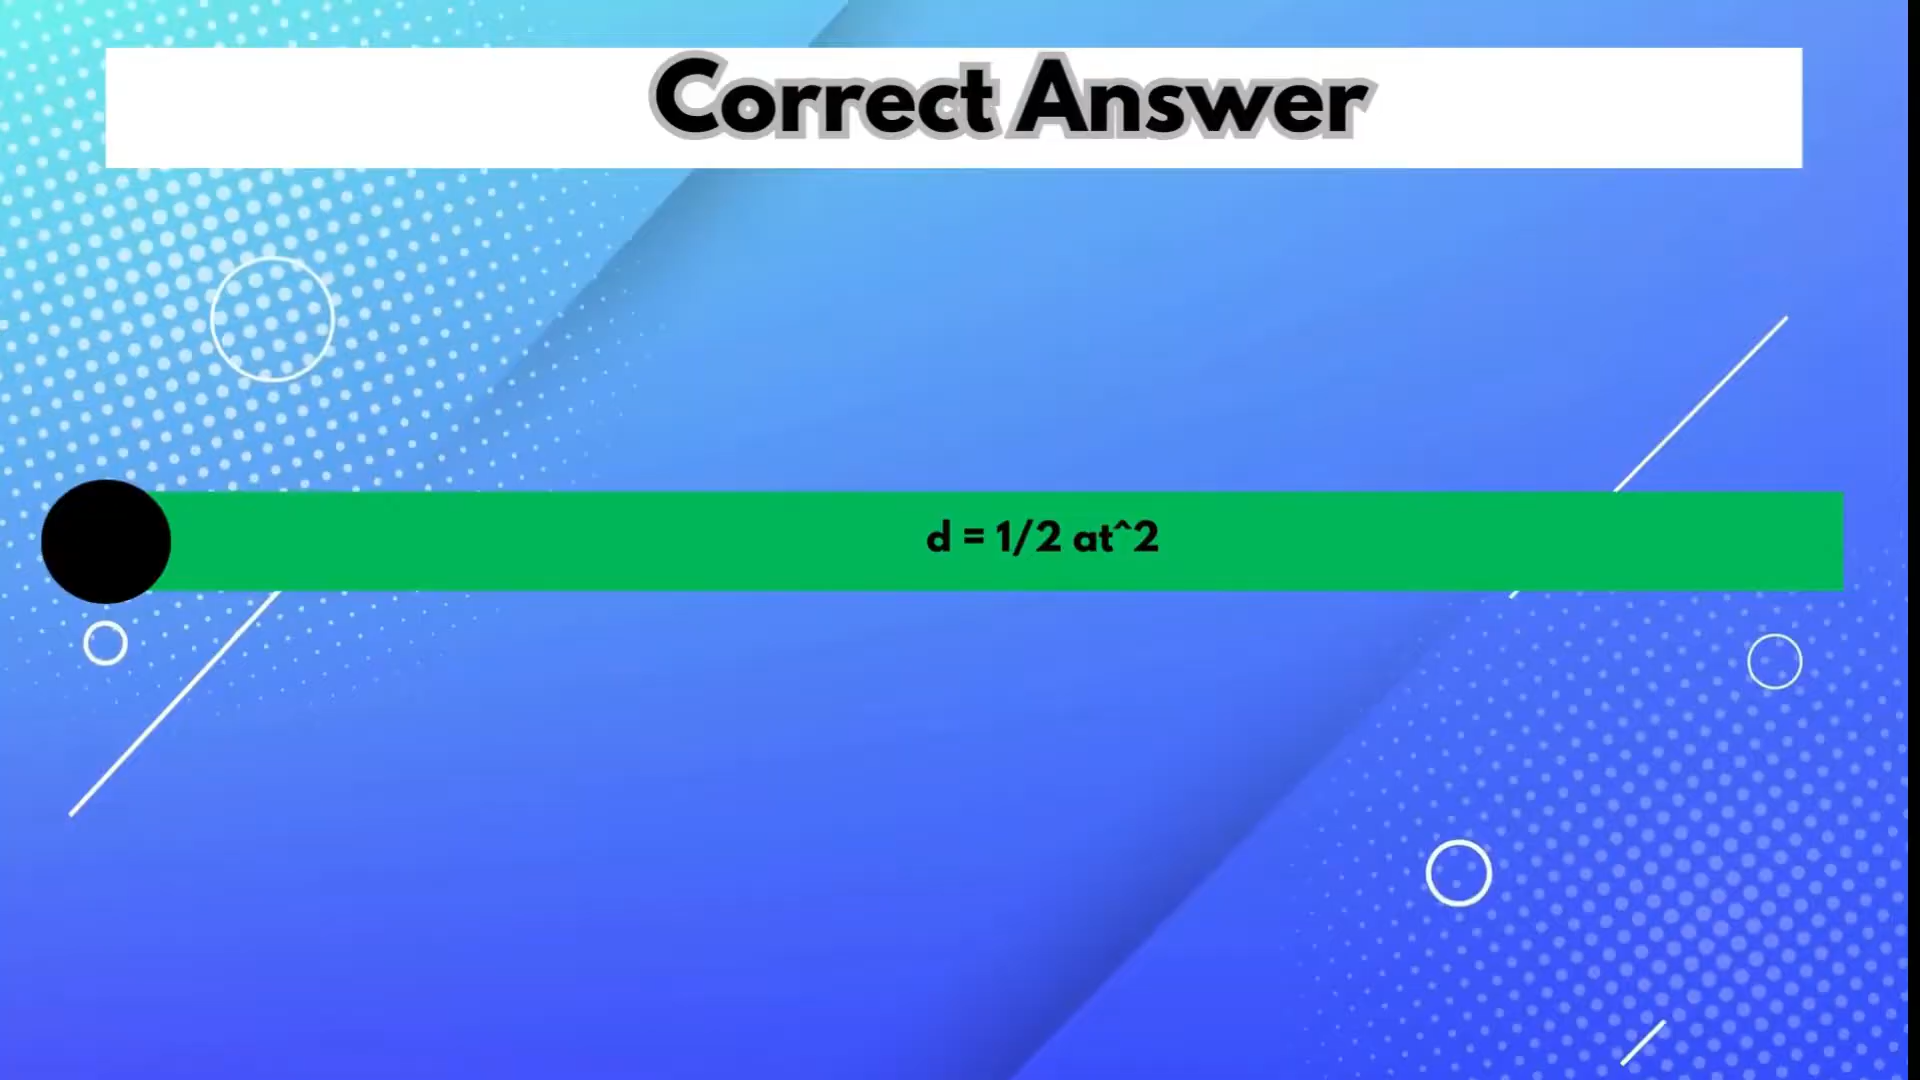 Correct Answer
d = 1/2 at^2